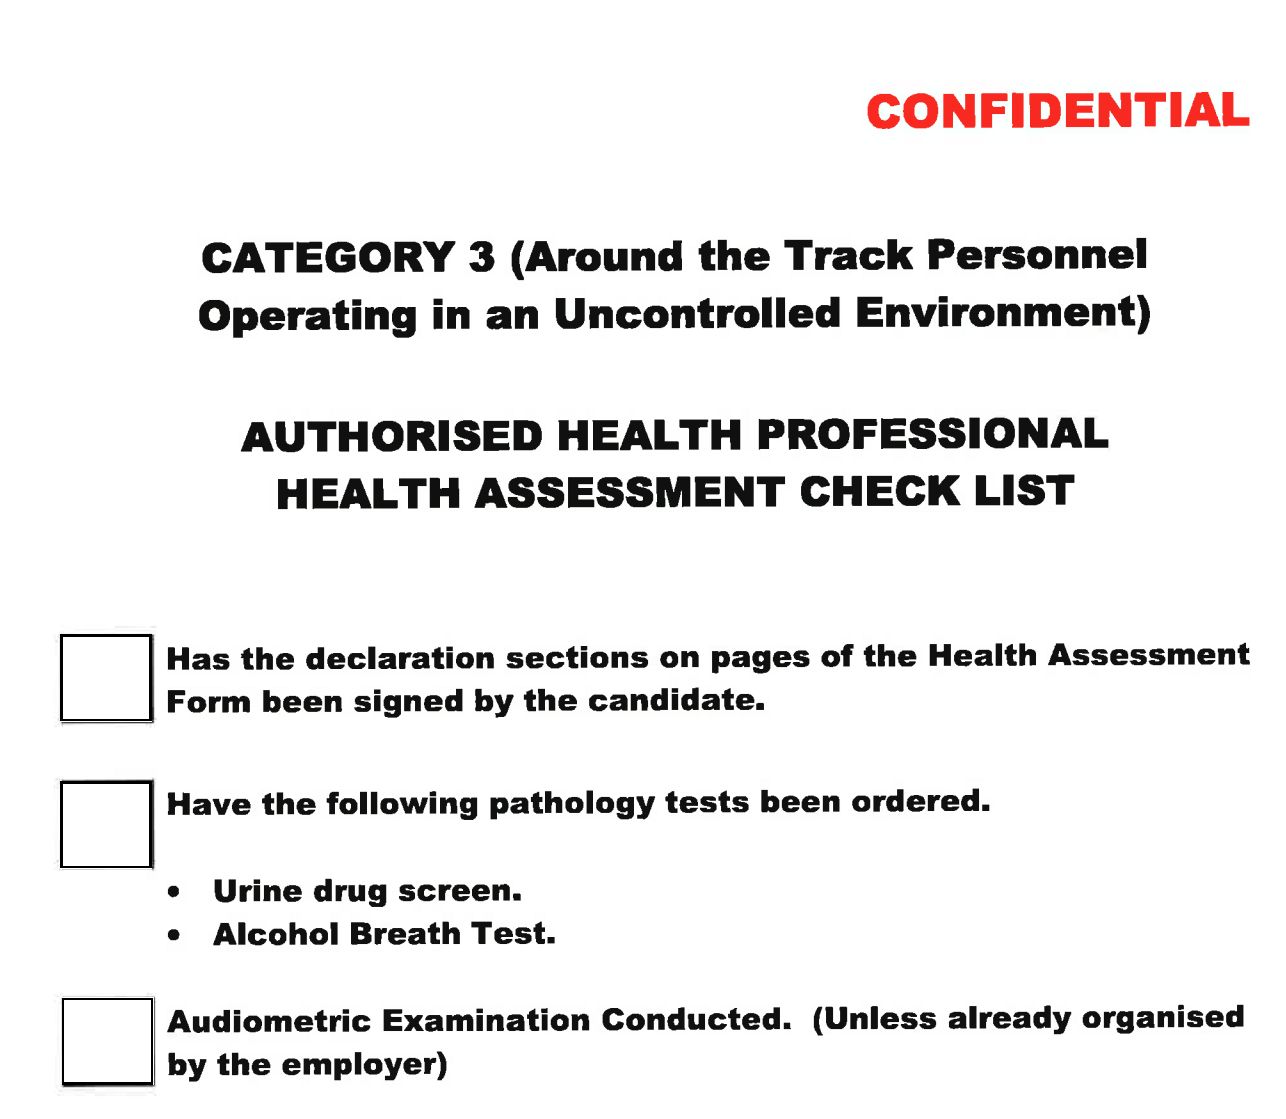 CONFIDENTIAL
CATEGORY 3 (Around the Track Personnel
Operating in an Uncontrolled Environment)
AUTHORISED HEALTH PROFESSIONAL
HEALTH ASSESSMENT CHECK LIST
Has the declaration sections on pages of the Health Assessment
Form been signed by the candidate.
Have the following pathology tests been ordered.
• Urine drug screen.
• Alcohol Breath Test.
Audiometric Examination Conducted. (Unless already organised
by the employer)